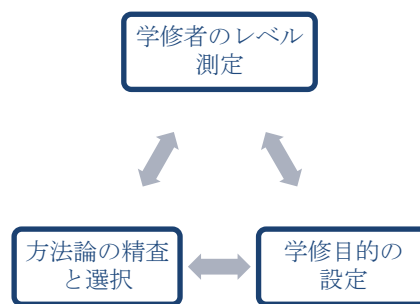 学修者のレベル
測定
方法論の精査
と選択
学修目的の
設定